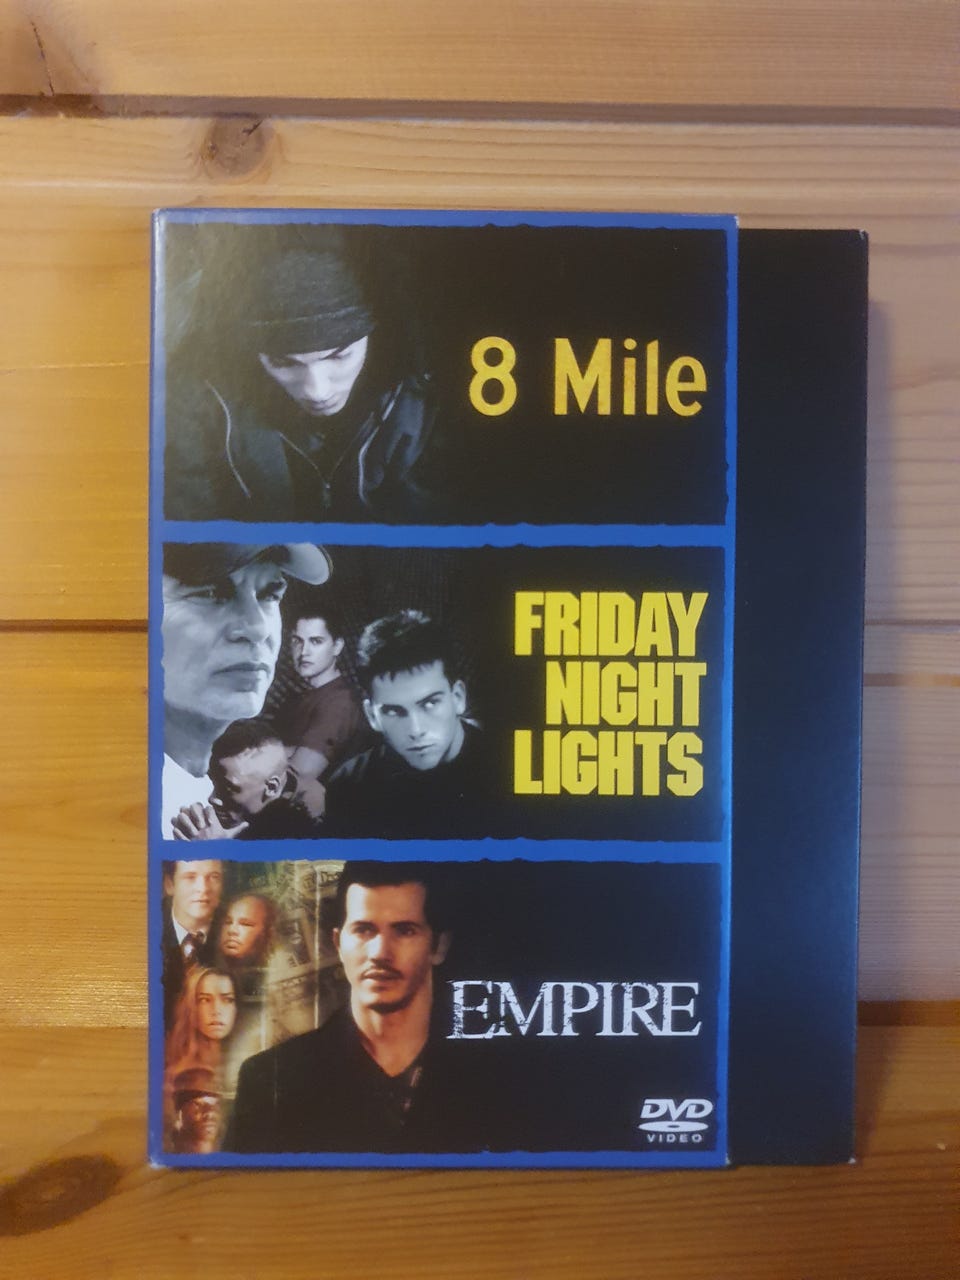 8 Mile
FRIDAY
NIGHT
LIGHTS
EMPIRE
DVD
VIDEO